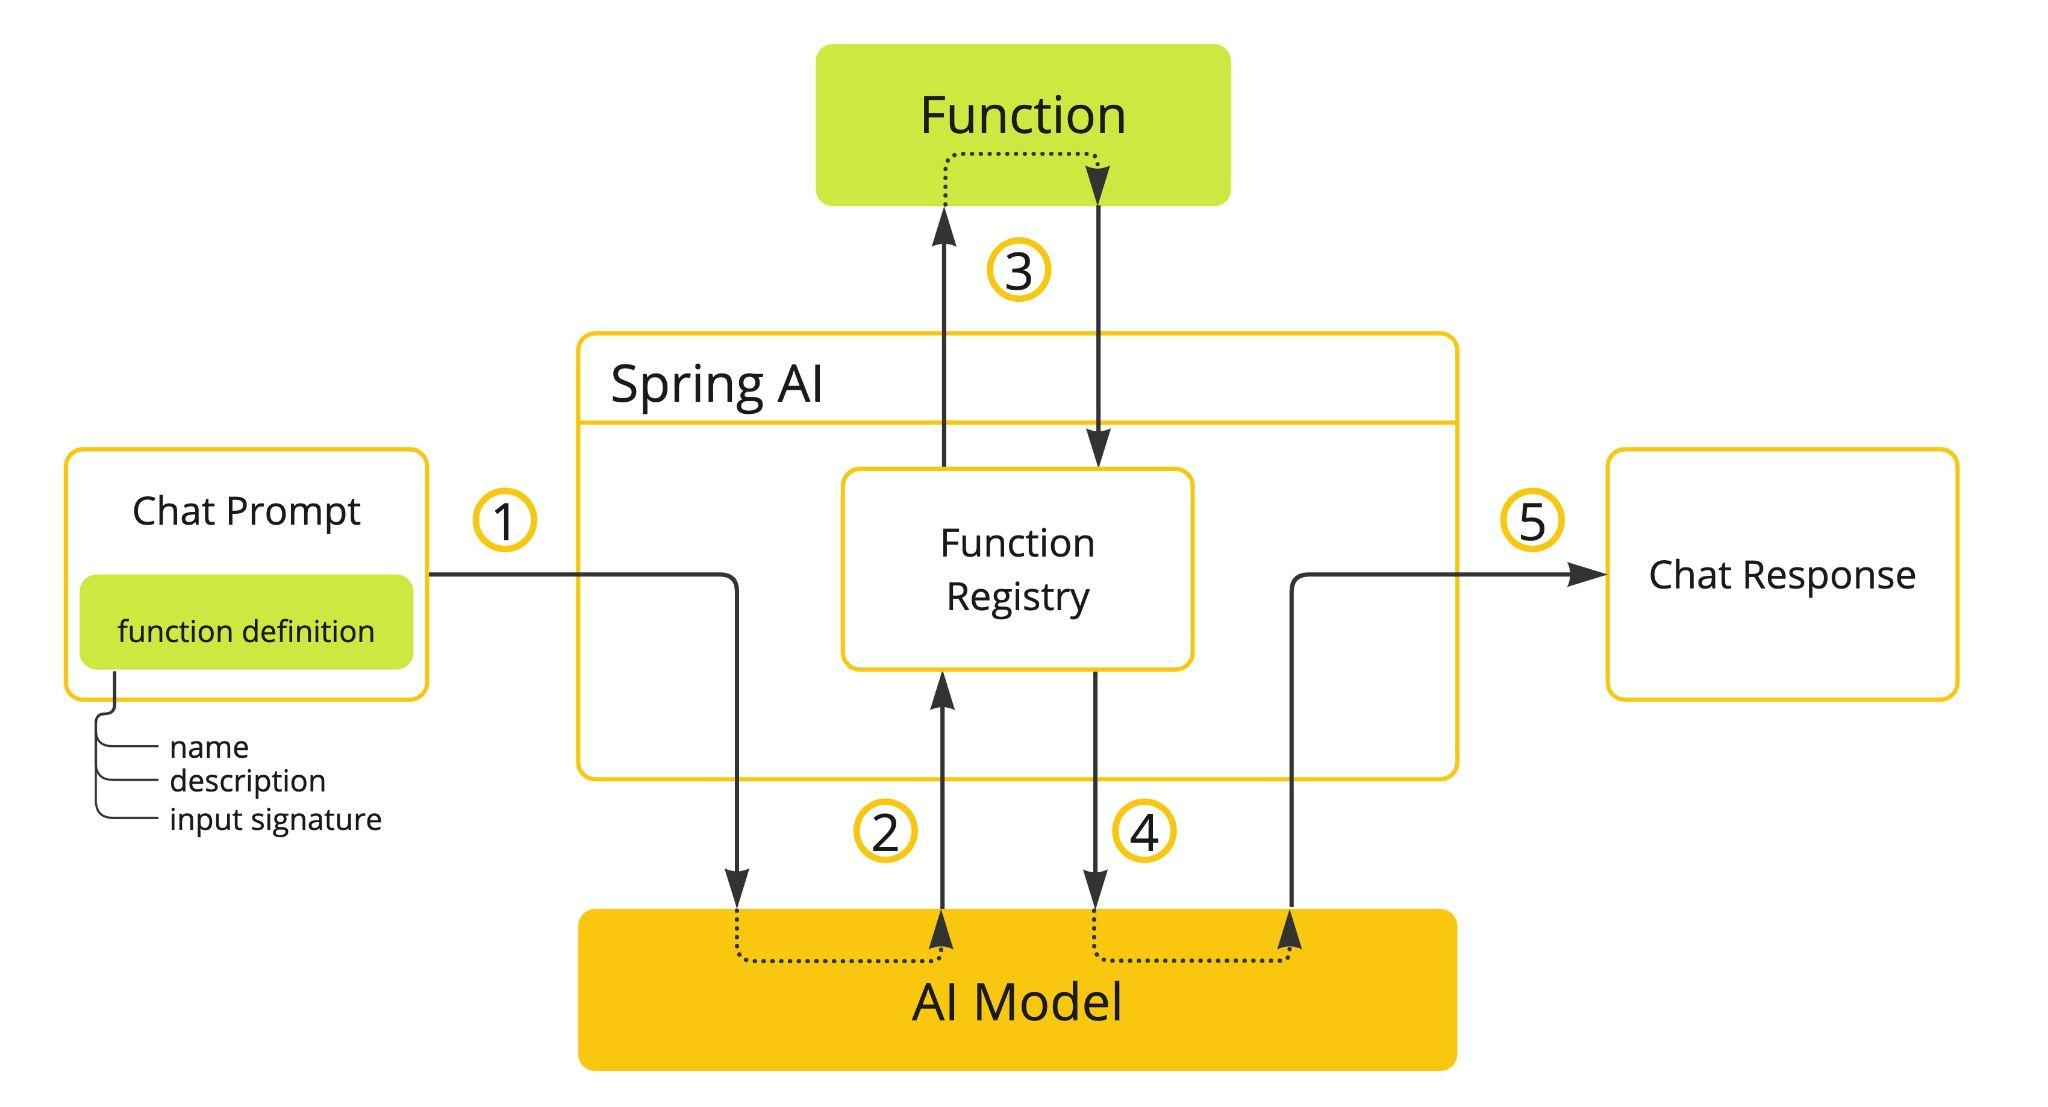 Function
3
Spring AI
Chat Prompt
function definition
name
description
input signature
1
Function
Registry
5
Chat Response
2
4
AI Model